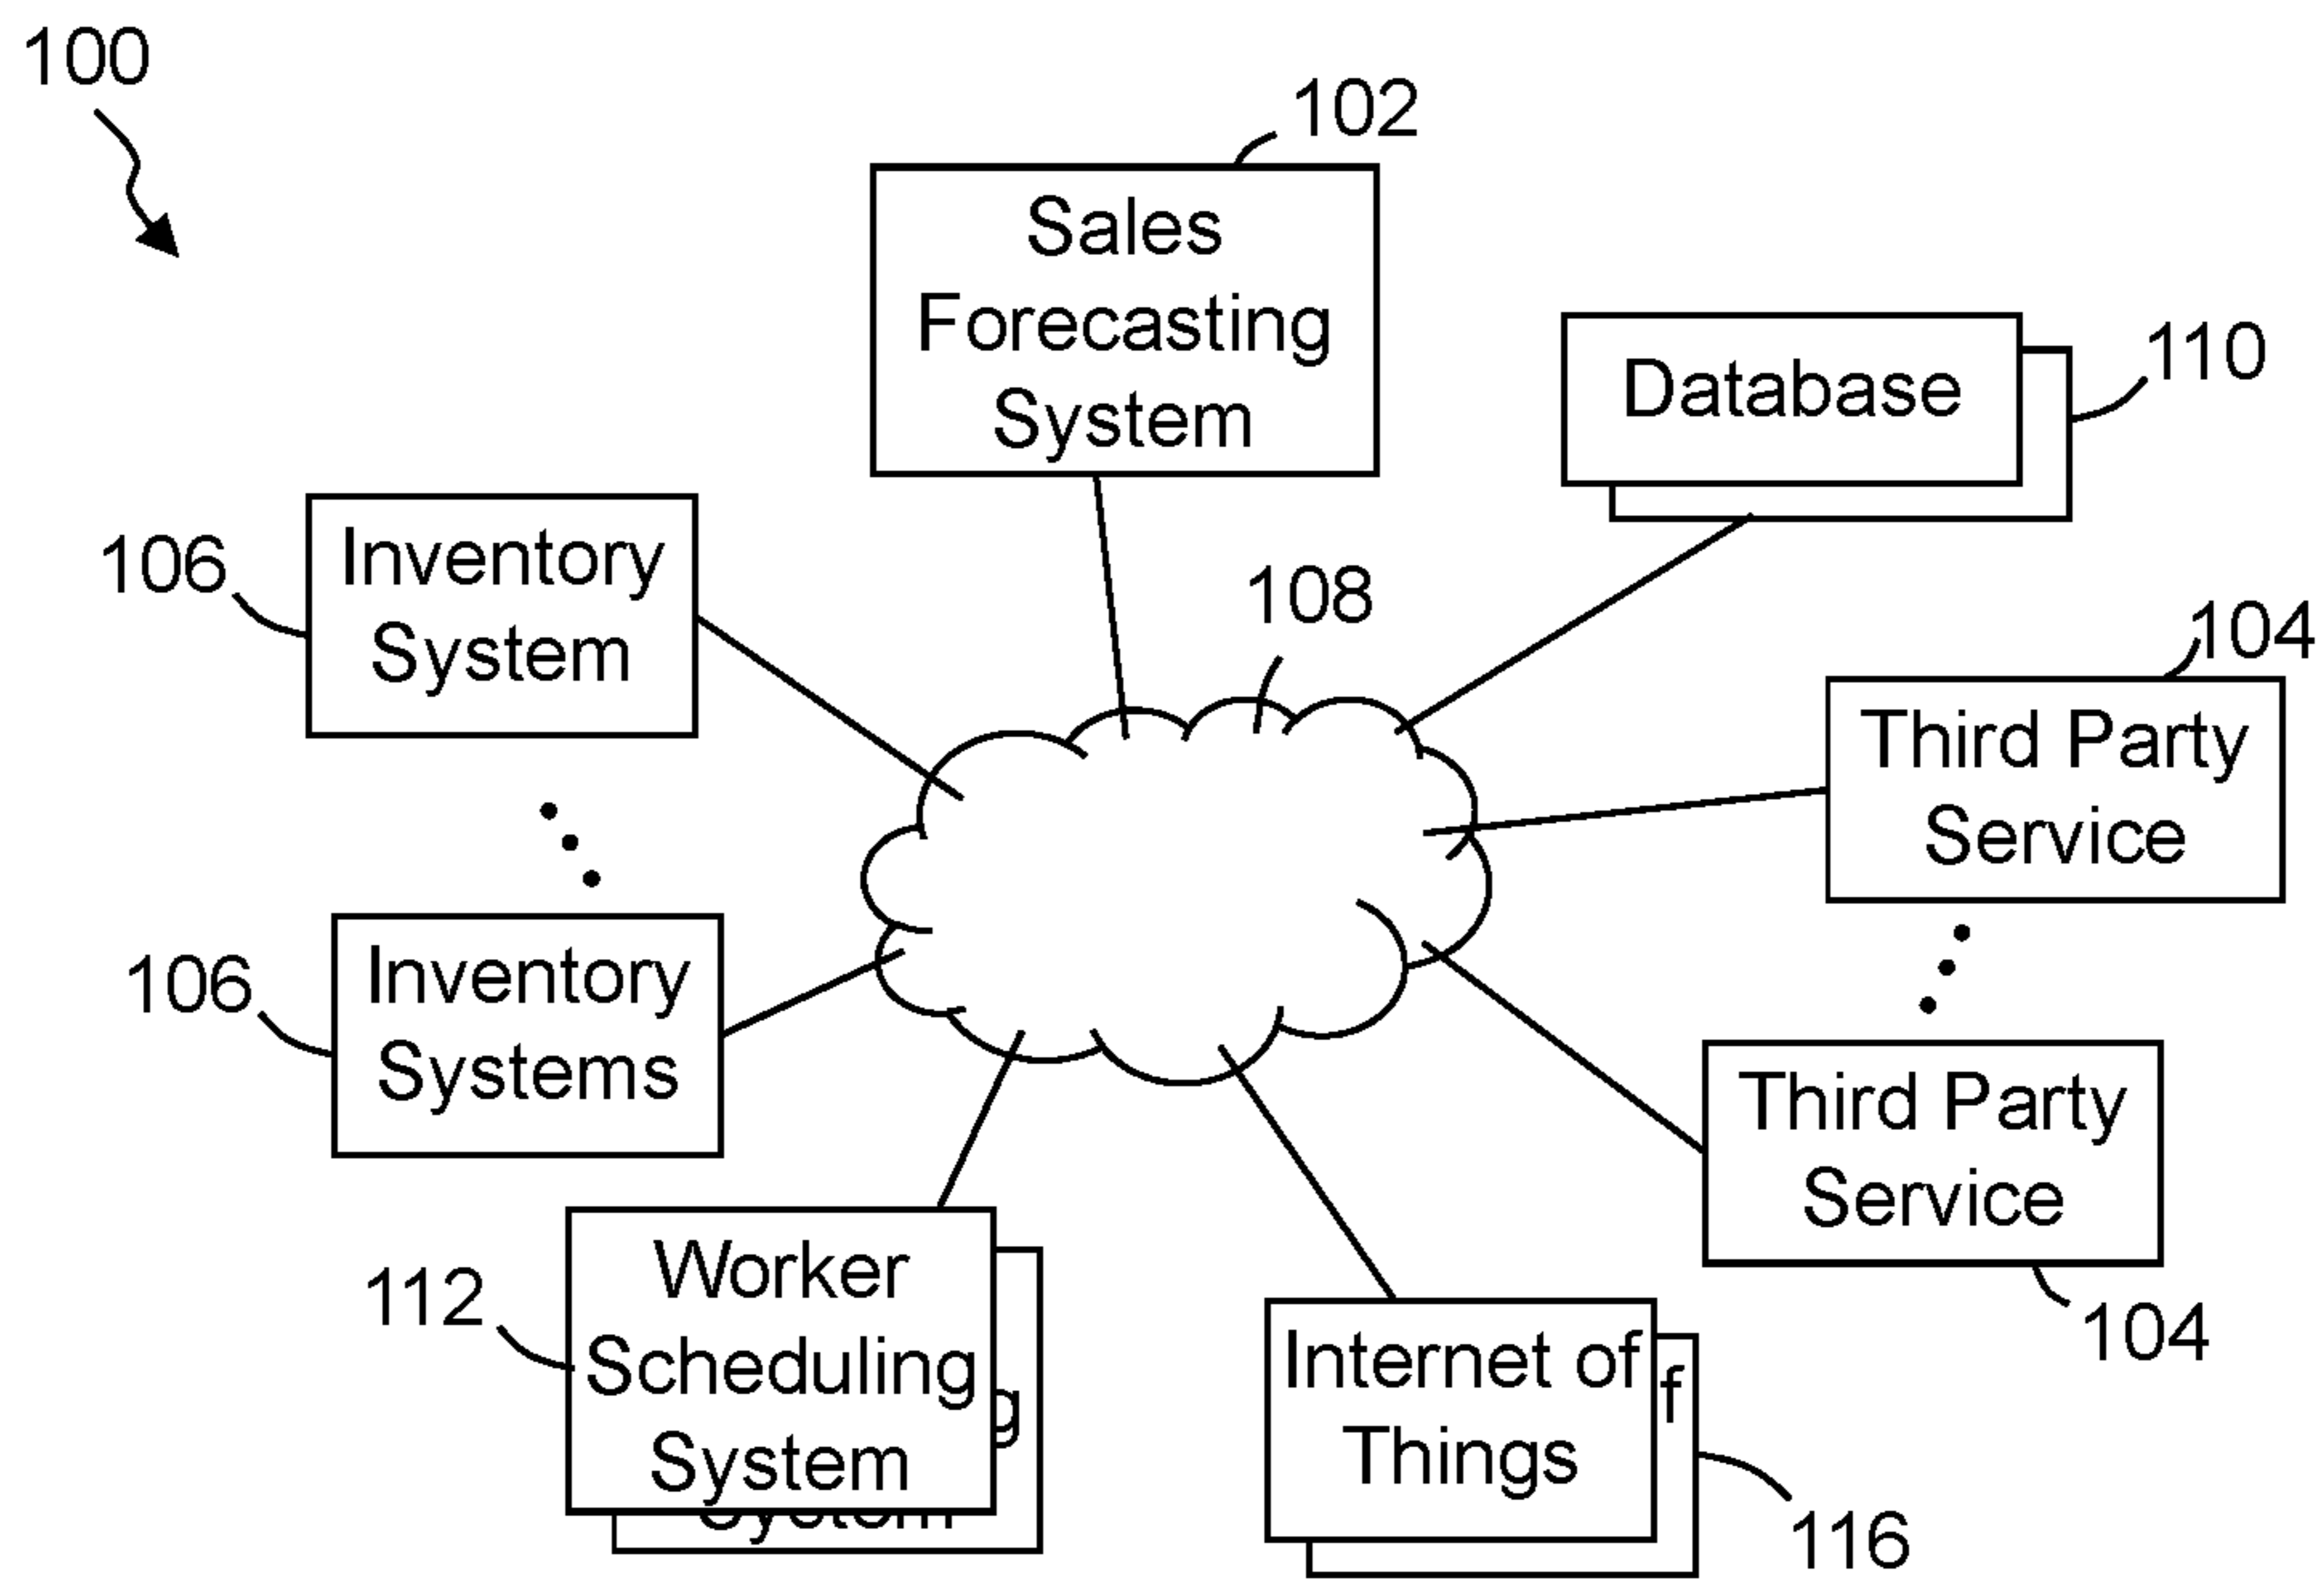 100
102
Sales
Forecasting
System
Database
110
106
Inventory
System
108
104
Third Party
Service
106
Inventory
Systems
Third Party
Service
104
112
Worker
Scheduling
System
g
System
Internet of
Things
f
116